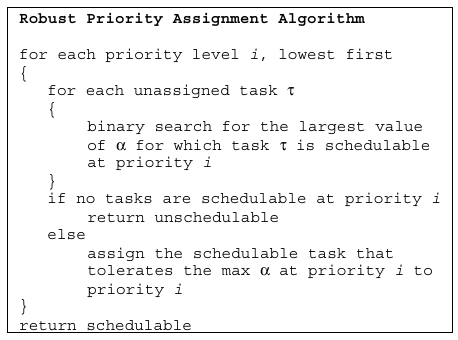 Robust Priority Assignment Algorithm
for each priority level i, lowest first
{
for each unassigned task τ
{
binary search for the largest value
of α for which task τ is schedulable
at priority i
}
if no tasks are schedulable at priority i
return unschedulable
else
assign the schedulable task that
tolerates the max α at priority i to
priority i
}
return schedulable